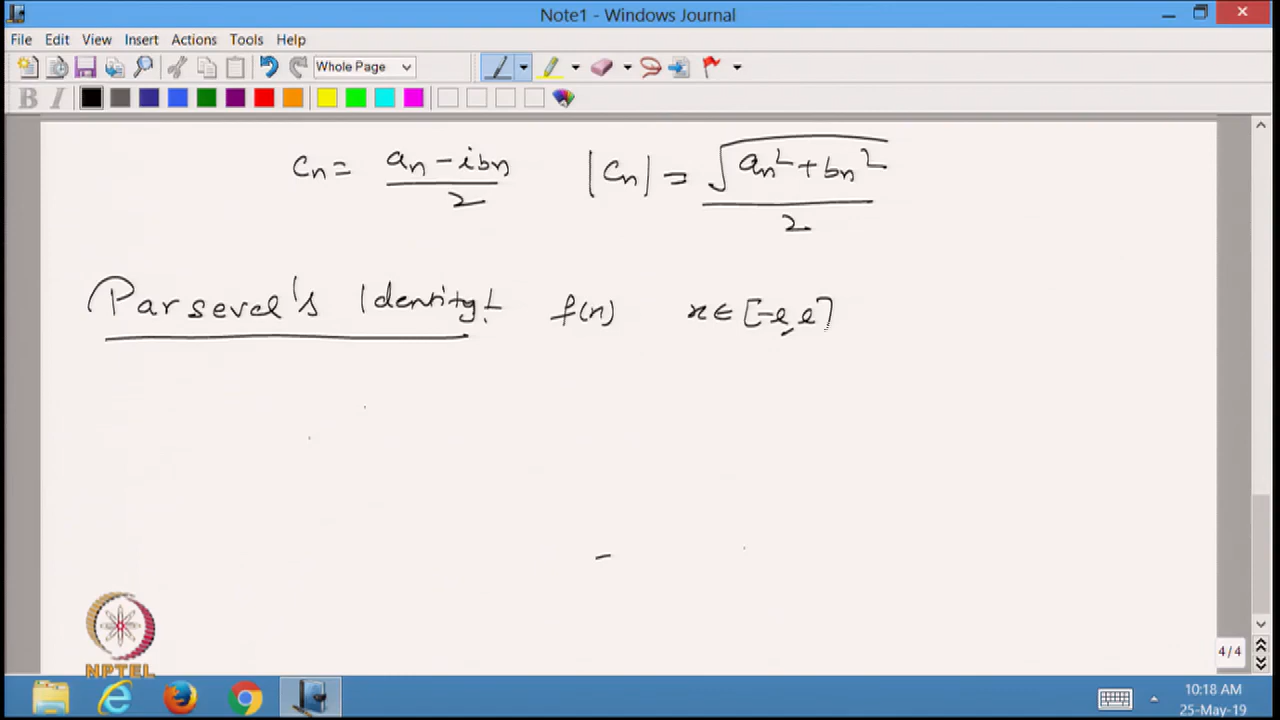 Note1 - Windows Journal
File Edit View Insert Actions Tools Help
Whole Page
B I
cn = an - ibn / 2 |cn| = √(an² + bn²) / 2
Parsevel's Identity:- f(x) x ∈ [-l, l]
NPTEL
4 / 4
10:18 AM
25-May-19